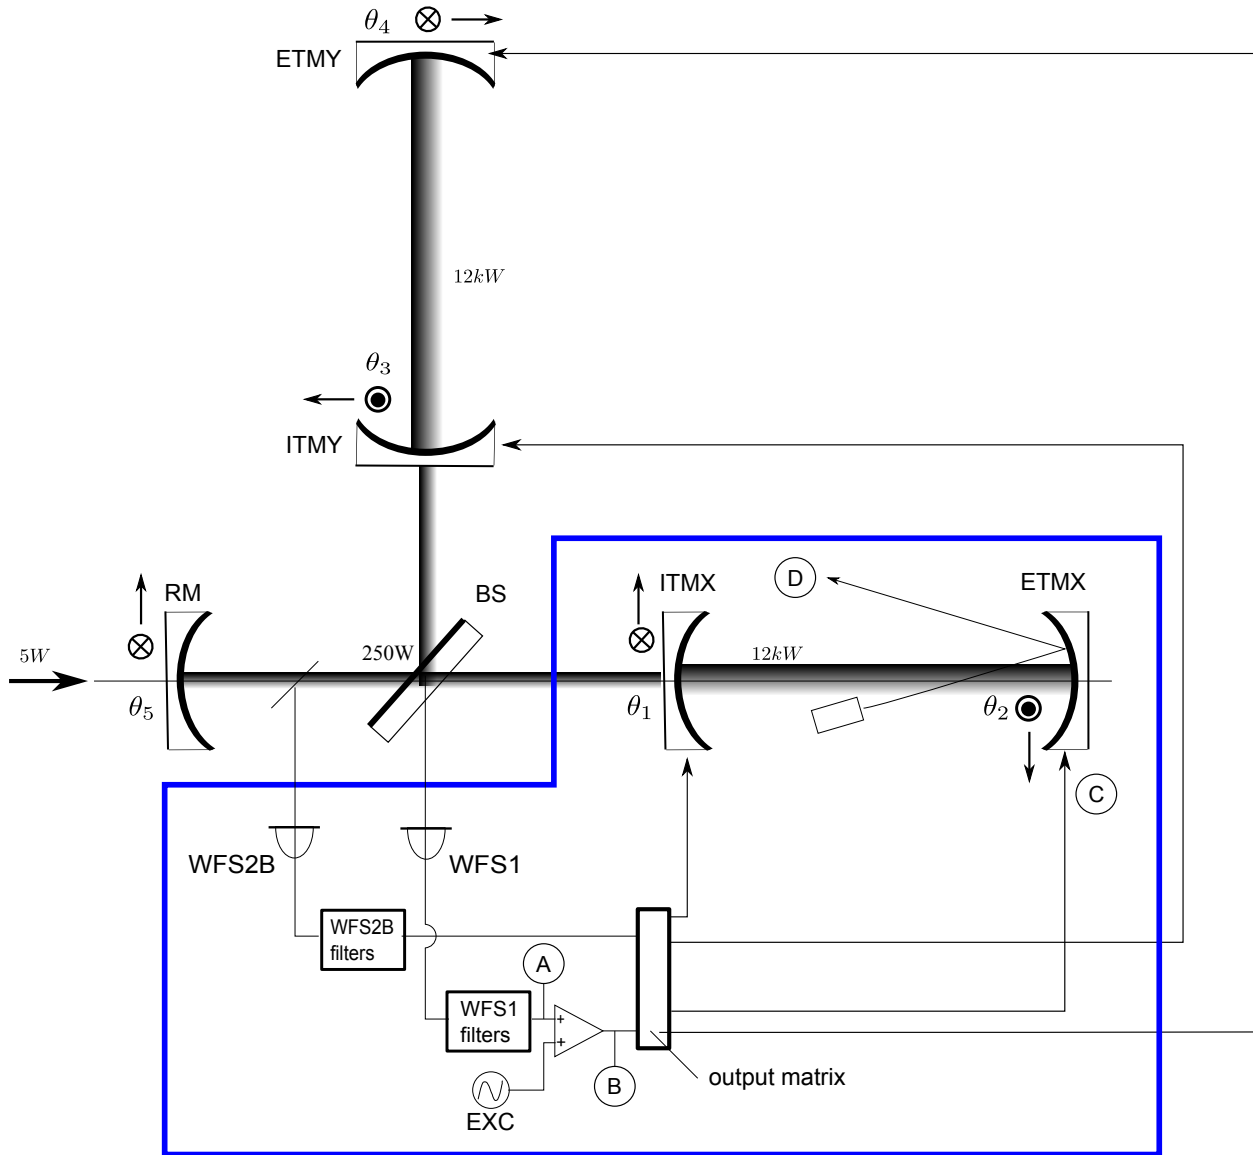 θ4
ETMY
12kW
θ3
ITMY
D
ITMX
ETMX
RM
BS
5W
250W
12kW
θ5
θ1
θ2
C
WFS2B
WFS1
WFS2B
filters
A
WFS1
filters
+
+
B
output matrix
EXC